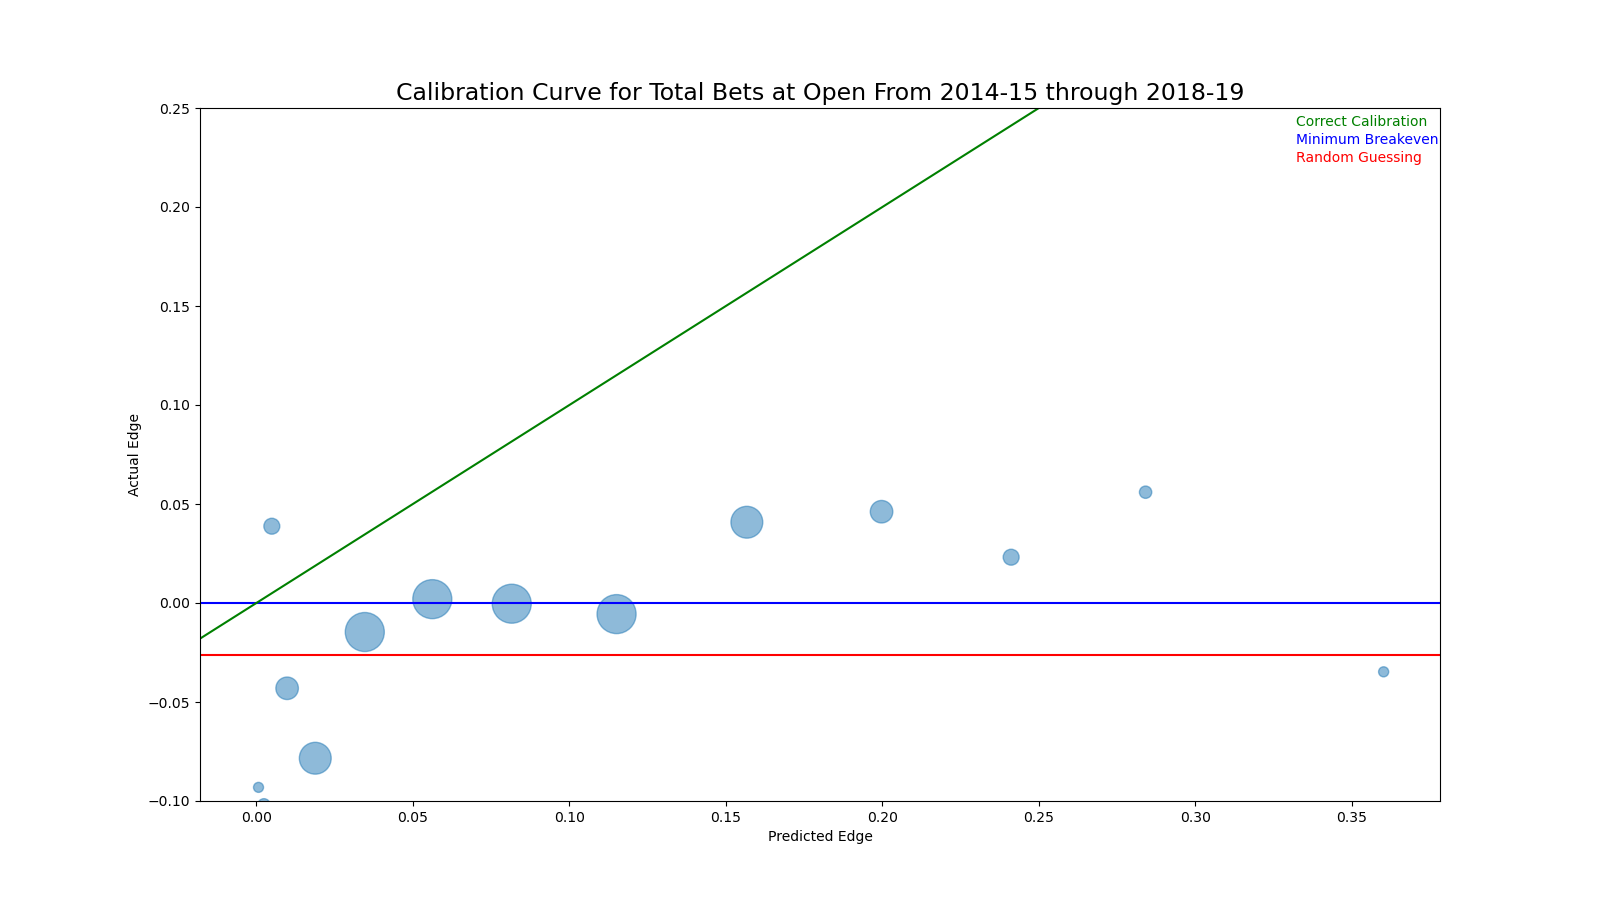 Calibration Curve for Total Bets at Open From 2014-15 through 2018-19
Correct Calibration
Minimum Breakeven
Random Guessing
0.25
0.20
0.15
0.10
0.05
0.00
−0.05
−0.10
Actual Edge
0.00 0.05 0.10 0.15 0.20 0.25 0.30 0.35
Predicted Edge